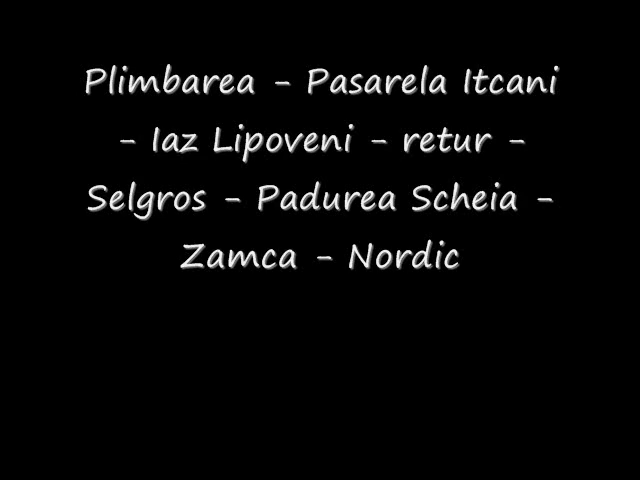 Plimbarea - Pasarela Itcani
- Iaz Lipoveni - retur -
Selgros - Padurea Scheia -
Zamca - Nordic